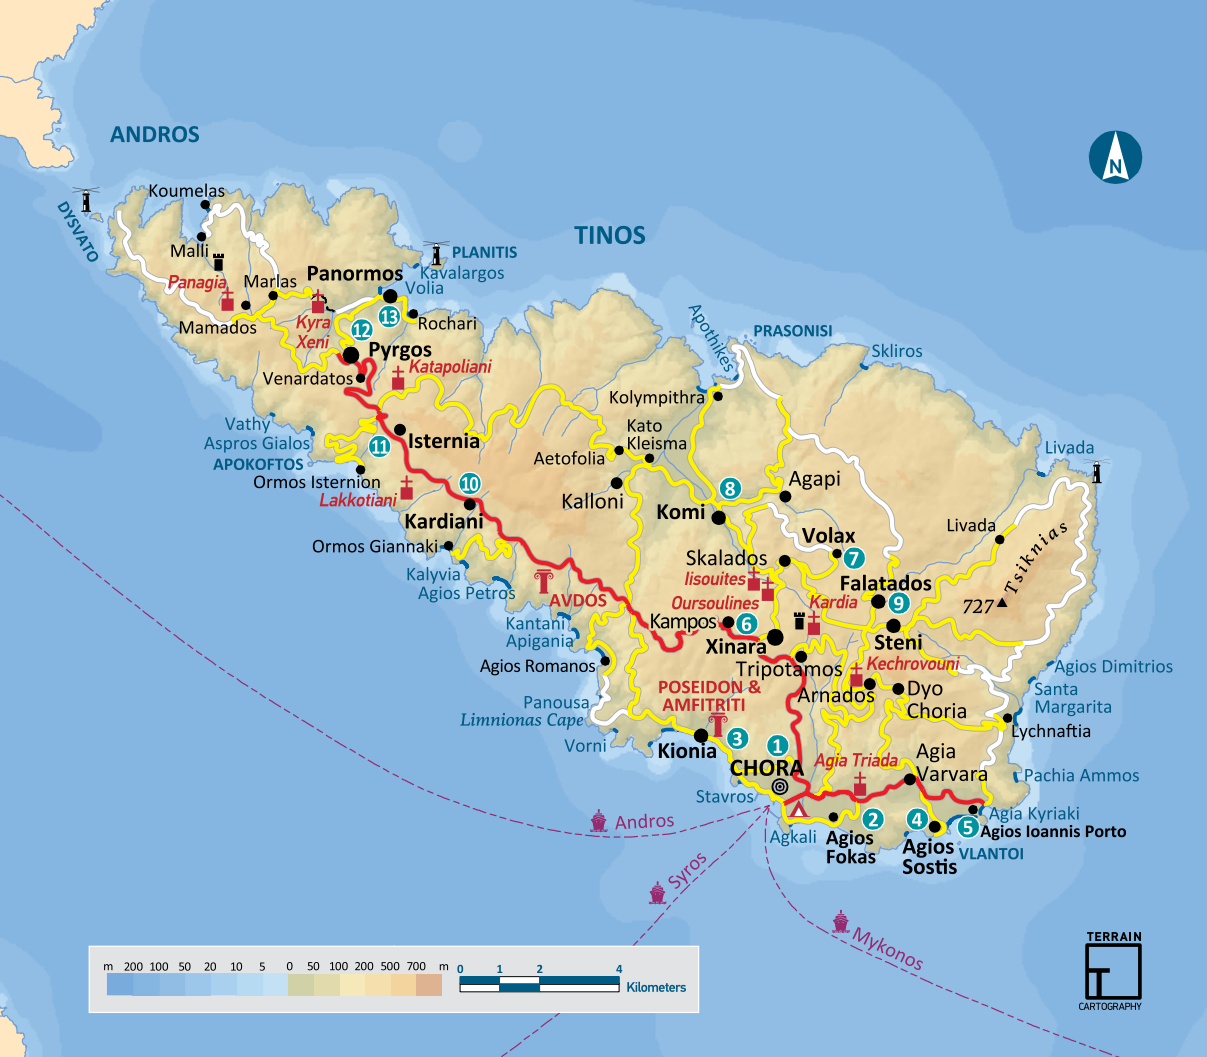 ANDROS
TINOS
N
DYSVATO
Koumelas
Malli
Panagia
Marlas
Mamados
Panormos
PLANITIS
Kavalargos
Volia
Rochari
Kyra
Xeni
12
13
Pyrgos
Venardatos
Katapoliani
Vathy
Aspros Gialos
APOKOFTOS
11
Isternia
Ormos Isternion
Lakkotiani
10
Kardiani
Ormos Giannaki
Kalyvia
Agios Petros
AVDOS
Kantani
Apigania
Agios Romanos
Panousa
Limnionas Cape
Vorni
Apothikes
PRASONISI
Skliros
Kolympithra
Kato
Kleisma
Aetofolia
Kalloni
8
Komi
Agapi
Livada
Livada
Tsiknias
727
Volax
7
Skalados
Iisouites
Oursoulines
Kardia
Falatados
9
Steni
Kampos
6
Xinara
Tripotamos
Kechrovouni
Arnados
Dyo
Choria
Agios Dimitrios
Santa
Margarita
Lychnaftia
POSEIDON &
AMFITRITI
Kionia
3
1
CHORA
Stavros
Agia Triada
Agia
Varvara
Pachia Ammos
Agkali
2
Agios
Fokas
4
Agios
Sostis
5
Agia Kyriaki
Agios Ioannis Porto
VLANTOI
Andros
Syros
Mykonos
m 200 100 50 20 10 5 0 50 100 200 500 700 m
0 1 2 4
Kilometers
TERRAIN
T
CARTOGRAPHY